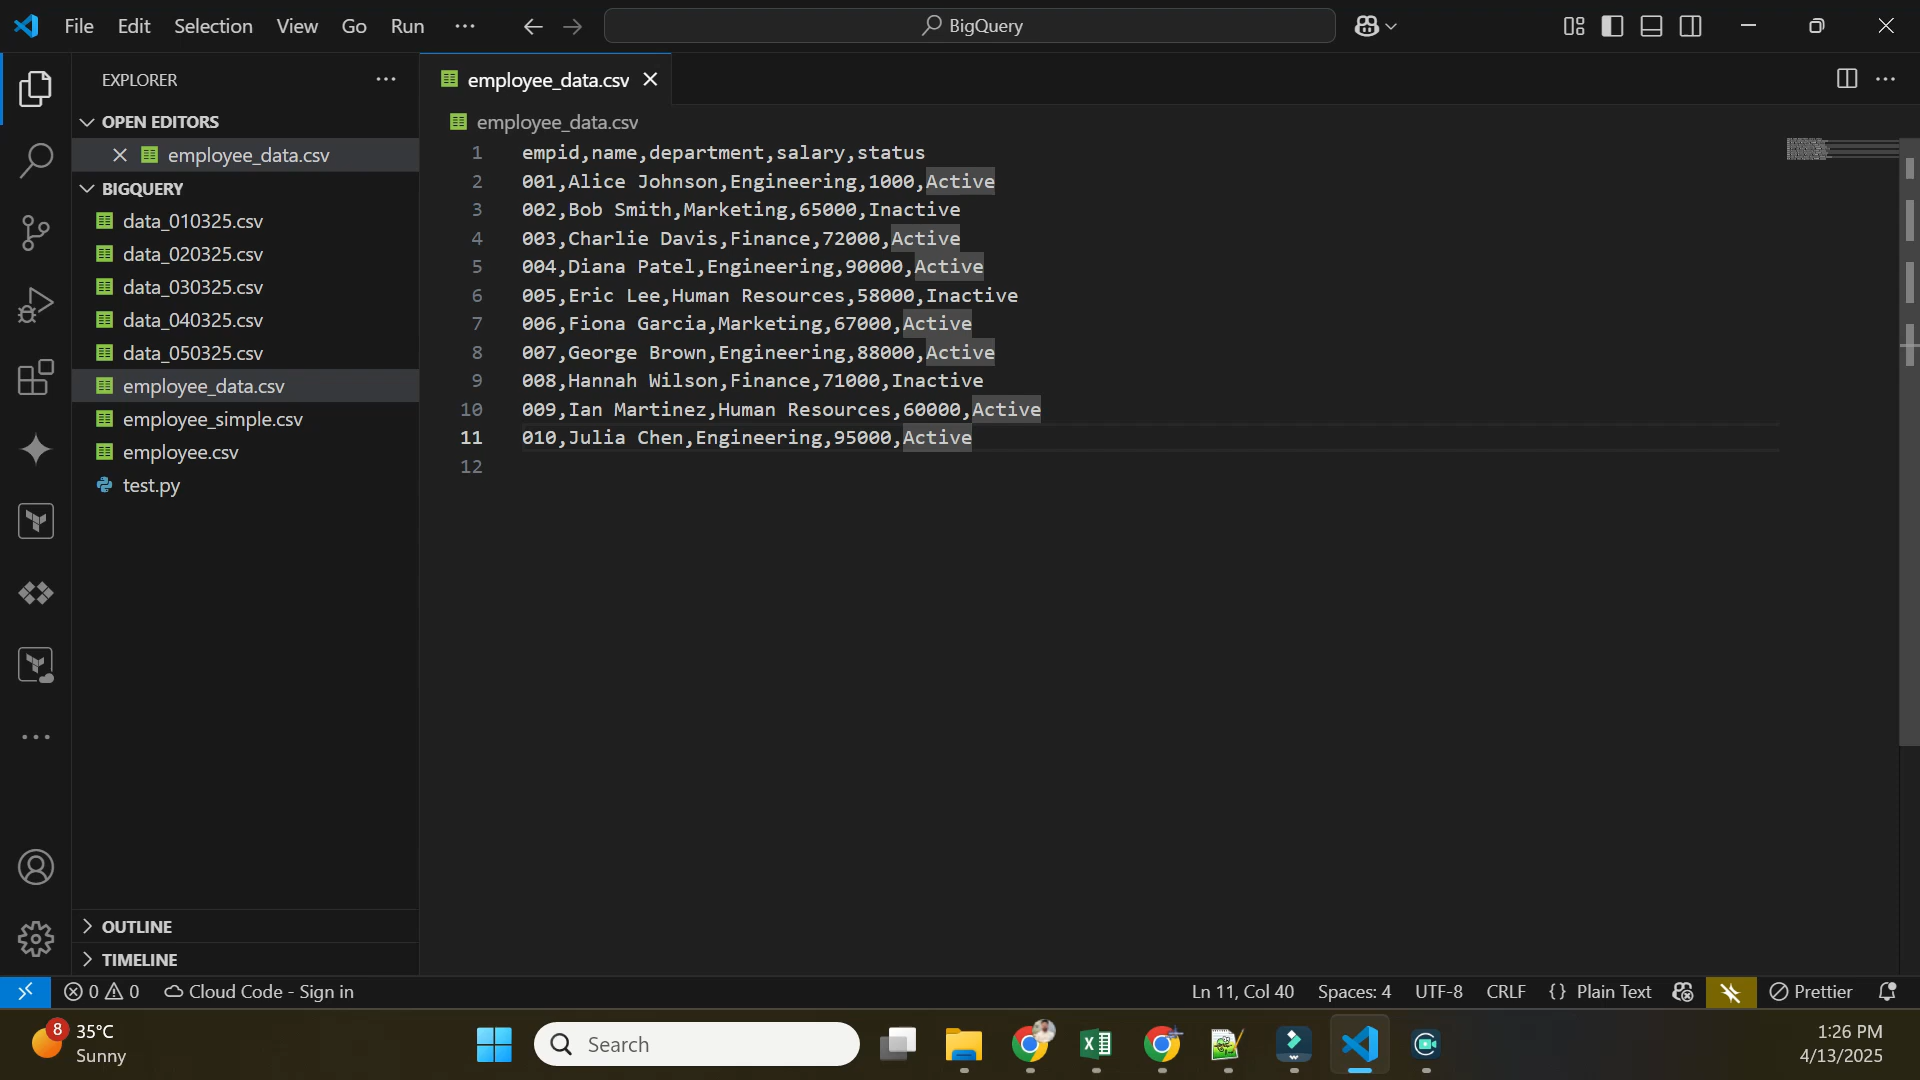 File Edit Selection View Go Run ···
BigQuery
EXPLORER
OPEN EDITORS
employee_data.csv
BIGQUERY
data_010325.csv
data_020325.csv
data_030325.csv
data_040325.csv
data_050325.csv
employee_data.csv
employee_simple.csv
employee.csv
test.py
OUTLINE
TIMELINE
employee_data.csv
employee_data.csv
1 empid,name,department,salary,status
2 001,Alice Johnson,Engineering,1000,Active
3 002,Bob Smith,Marketing,65000,Inactive
4 003,Charlie Davis,Finance,72000,Active
5 004,Diana Patel,Engineering,90000,Active
6 005,Eric Lee,Human Resources,58000,Inactive
7 006,Fiona Garcia,Marketing,67000,Active
8 007,George Brown,Engineering,88000,Active
9 008,Hannah Wilson,Finance,71000,Inactive
10 009,Ian Martinez,Human Resources,60000,Active
11 010,Julia Chen,Engineering,95000,Active
12
0 0 Cloud Code - Sign in Ln 11, Col 40 Spaces: 4 UTF-8 CRLF {} Plain Text Prettier
8 35°C
Sunny
Search
1:26 PM
4/13/2025